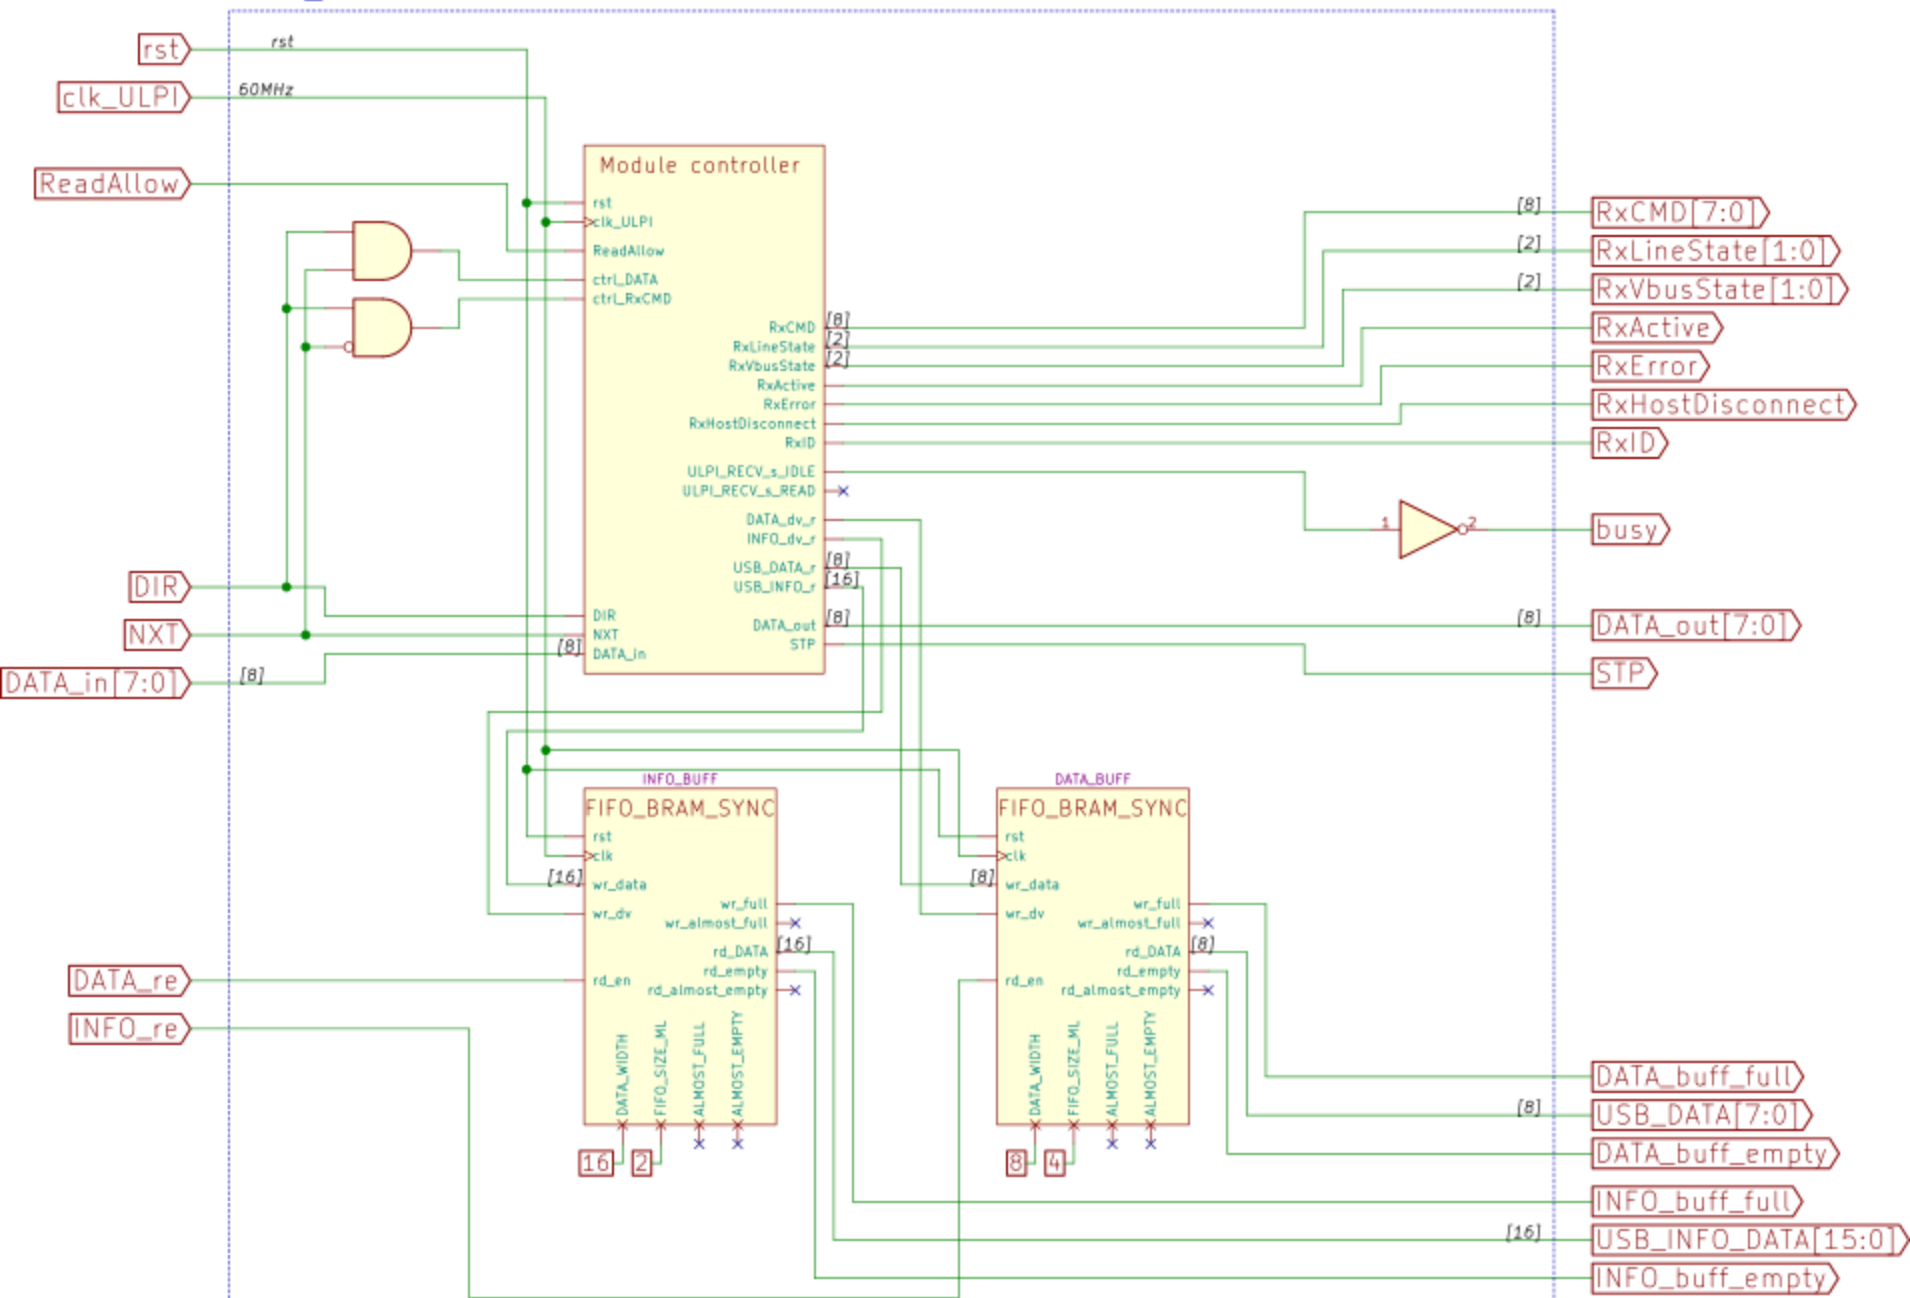 rst
rst
clk_ULPI
60MHz
ReadAllow
Module controller
rst
clk_ULPI
ReadAllow
ctrl_DATA
ctrl_RxCMD
RxCMD
[8]
RxLineState
[2]
RxVbusState
[2]
RxActive
RxError
RxHostDisconnect
RxID
ULPI_RECV_s_IDLE
ULPI_RECV_s_READ
DATA_dv_r
INFO_dv_r
USB_DATA_r
[8]
USB_INFO_r
[16]
DIR
NXT
[8]
DATA_in
DATA_out
[8]
STP
[8]
RxCMD[7:0]
[2]
RxLineState[1:0]
[2]
RxVbusState[1:0]
RxActive
RxError
RxHostDisconnect
RxID
1
2
busy
DIR
NXT
DATA_in[7:0]
[8]
[8]
DATA_out[7:0]
STP
INFO_BUFF
FIFO_BRAM_SYNC
rst
clk
[16]
wr_data
wr_dv
wr_full
wr_almost_full
rd_DATA
[16]
rd_empty
rd_en
rd_almost_empty
DATA_WIDTH
FIFO_SIZE_ML
ALMOST_FULL
ALMOST_EMPTY
16
2
DATA_BUFF
FIFO_BRAM_SYNC
rst
clk
[8]
wr_data
wr_dv
wr_full
wr_almost_full
rd_DATA
[8]
rd_empty
rd_en
rd_almost_empty
DATA_WIDTH
FIFO_SIZE_ML
ALMOST_FULL
ALMOST_EMPTY
8
4
DATA_re
INFO_re
DATA_buff_full
[8]
USB_DATA[7:0]
DATA_buff_empty
INFO_buff_full
[16]
USB_INFO_DATA[15:0]
INFO_buff_empty